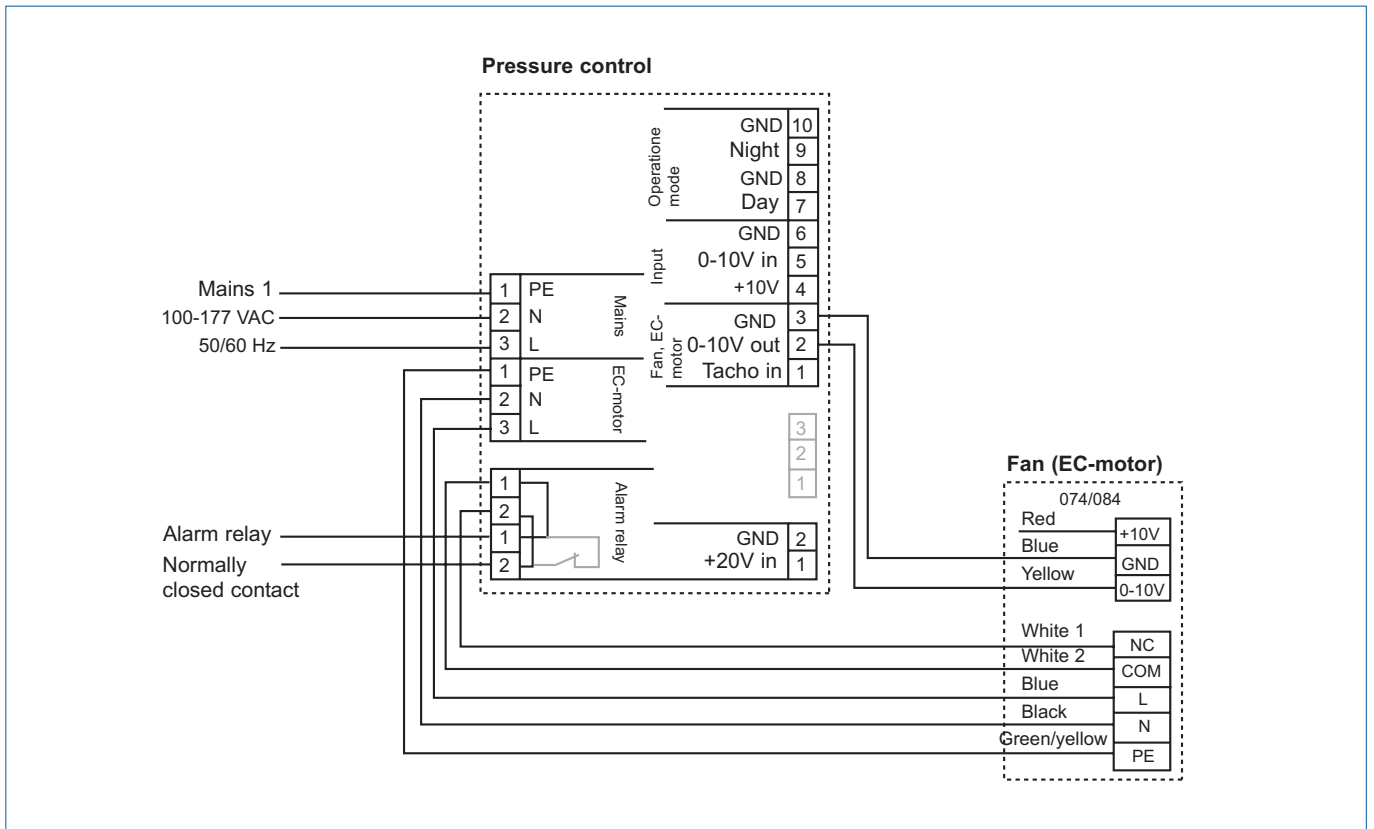 Pressure control
Operatione
mode
GND 10
Night 9
GND 8
Day 7
Input
GND 6
0-10V in 5
+10V 4
Fan, EC-
motor
GND 3
0-10V out 2
Tacho in 1
Mains 1
100-177 VAC
50/60 Hz
1 PE
2 N
3 L
Mains
1 PE
2 N
3 L
EC-motor
3
2
1
1
2
1
2
Alarm relay
Alarm relay
Normally
closed contact
GND 2
+20V in 1
Fan (EC-motor)
074/084
Red +10V
Blue GND
Yellow 0-10V
White 1 NC
White 2 COM
Blue L
Black N
Green/yellow PE